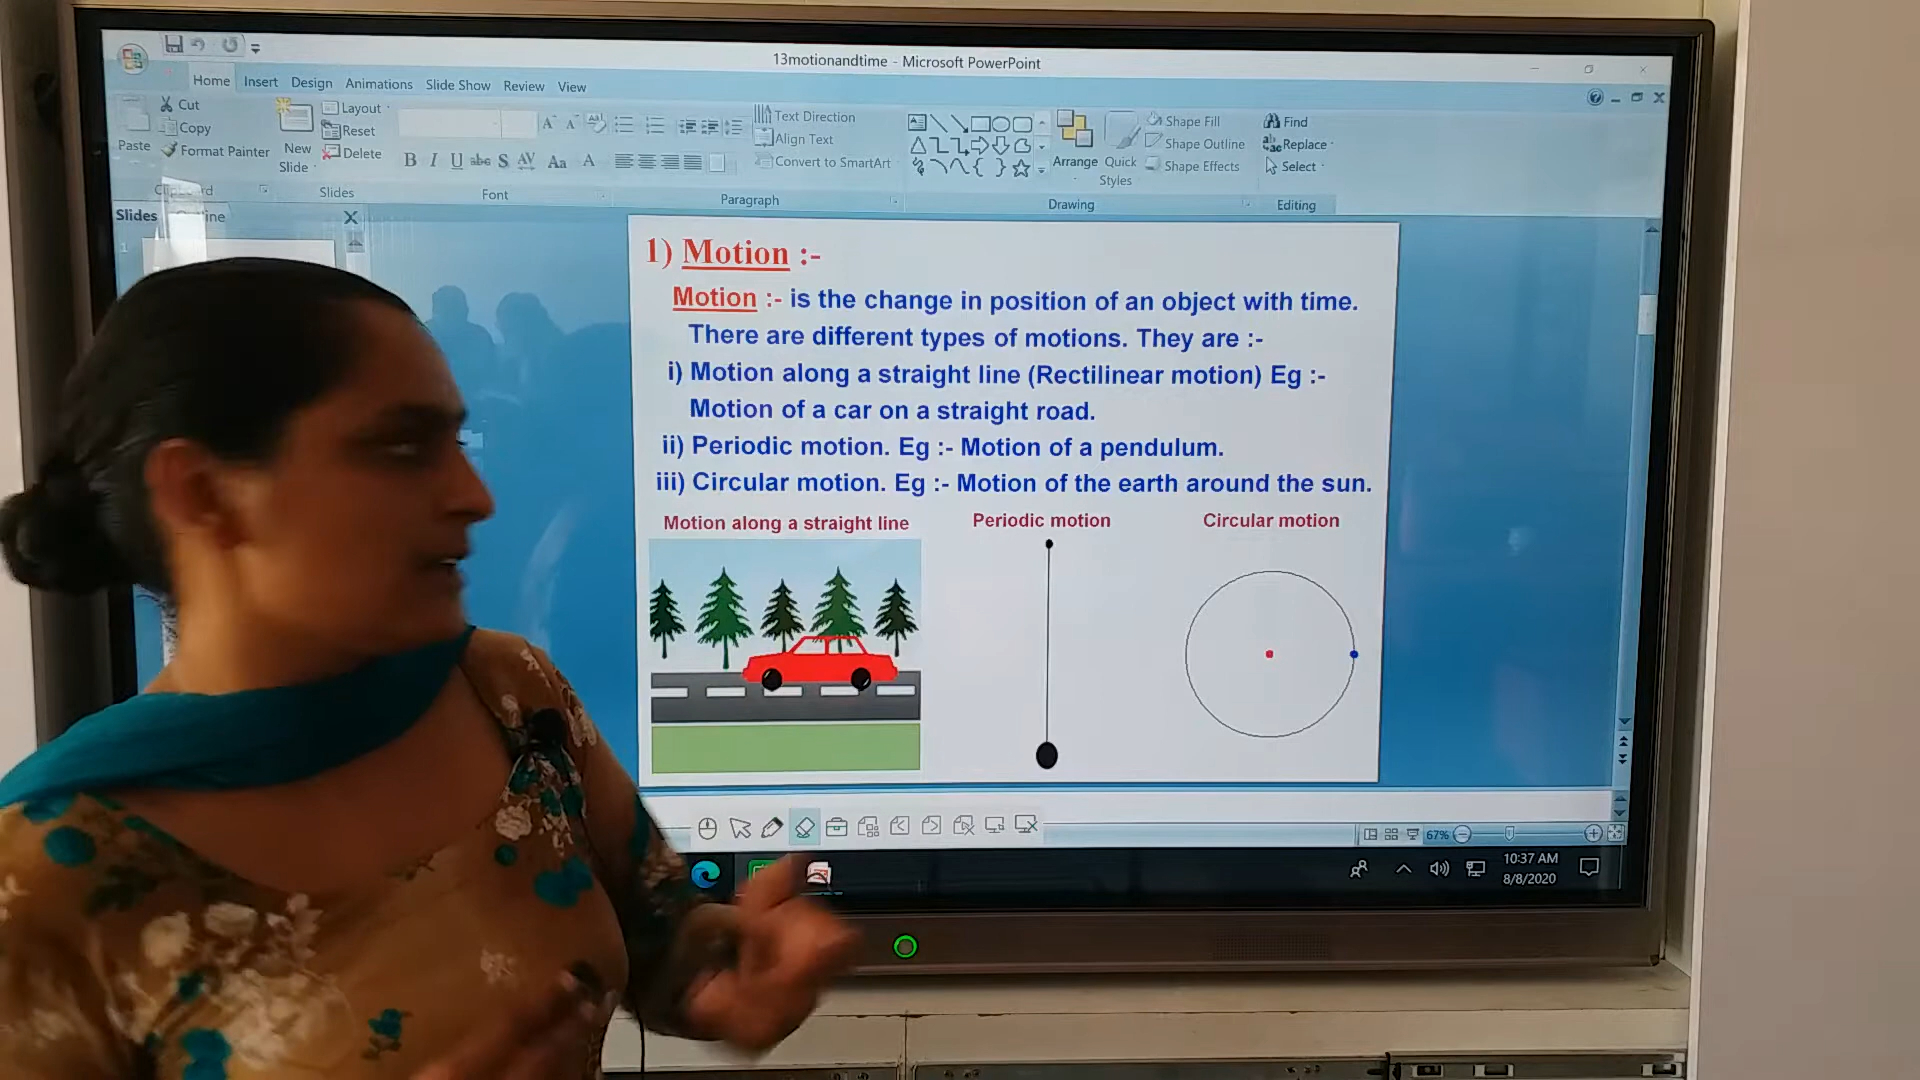 13motionandtime - Microsoft PowerPoint
Home Insert Design Animations Slide Show Review View
Paste
Cut
Copy
Format Painter
Clipboard
New Slide
Layout
Reset
Delete
Slides
B I U abc S AV Aa A
Font
Text Direction
Align Text
Convert to SmartArt
Paragraph
Arrange
Quick Styles
Shape Fill
Shape Outline
Shape Effects
Drawing
Find
Replace
Select
Editing
Slides
1
1) Motion :-
Motion :- is the change in position of an object with time.
There are different types of motions. They are :-
i) Motion along a straight line (Rectilinear motion) Eg :-
Motion of a car on a straight road.
ii) Periodic motion. Eg :- Motion of a pendulum.
iii) Circular motion. Eg :- Motion of the earth around the sun.
Motion along a straight line
Periodic motion
Circular motion
67%
10:37 AM
8/8/2020